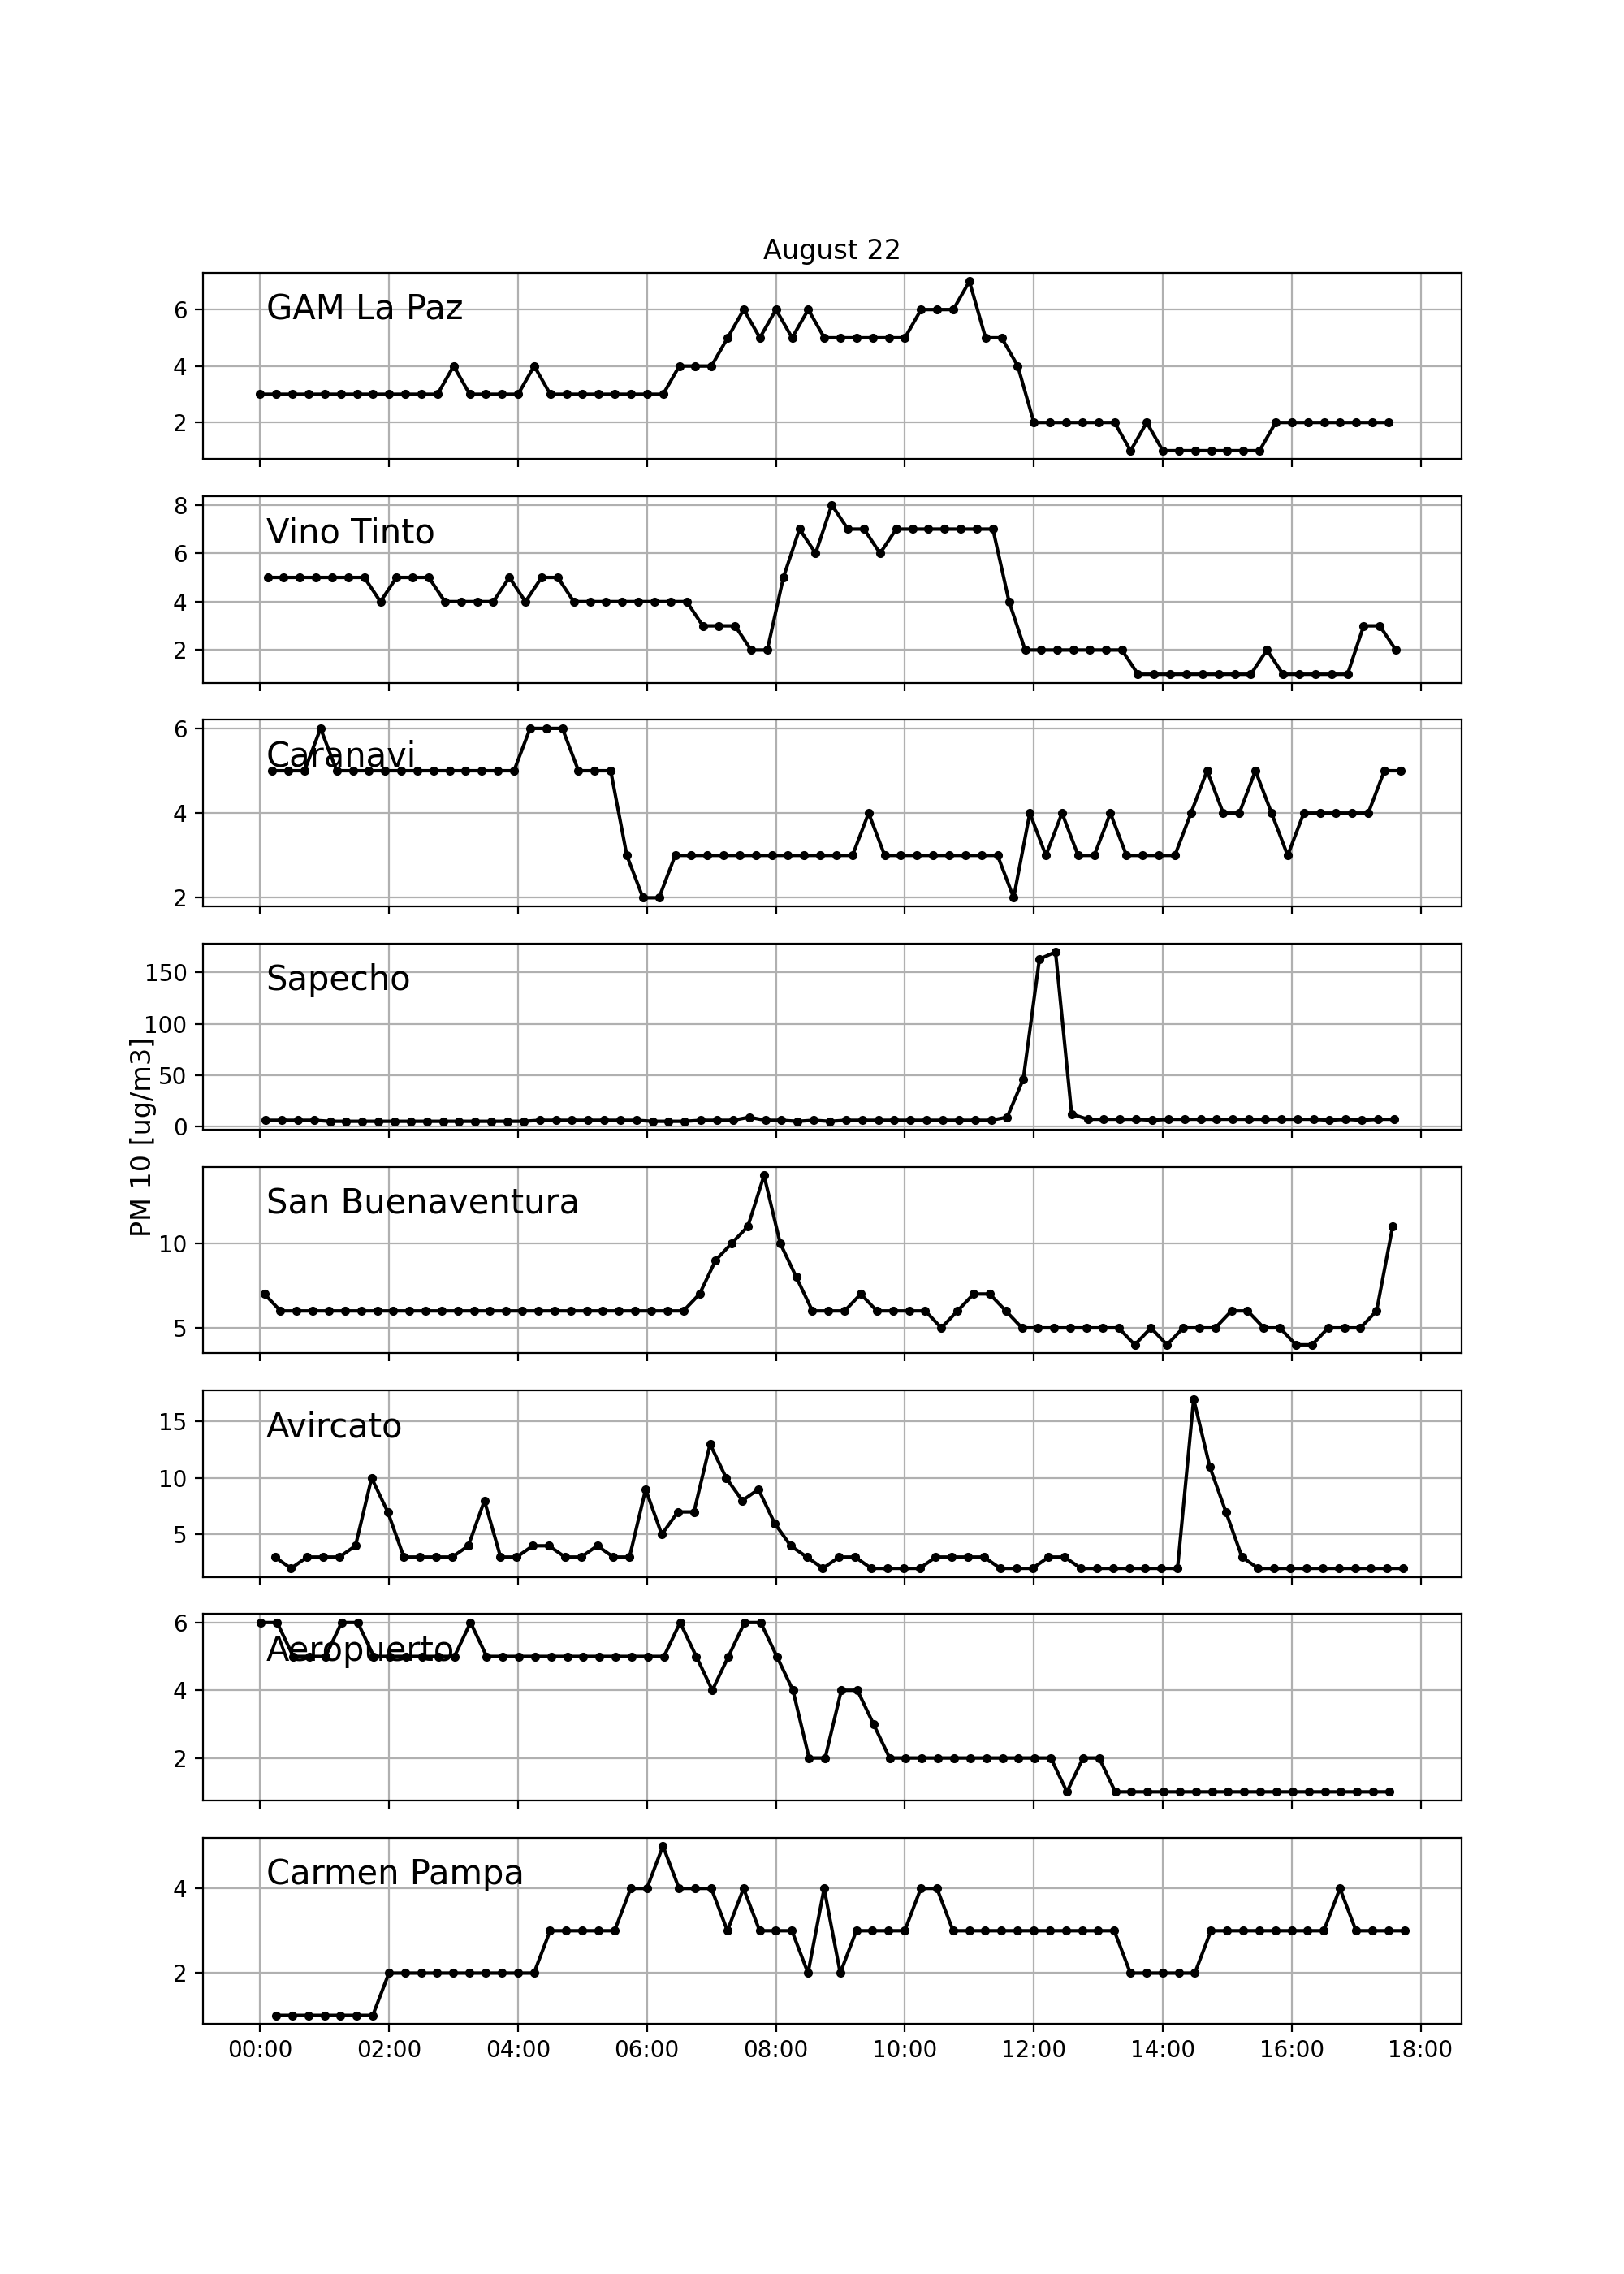 August 22
GAM La Paz
6
4
2
Vino Tinto
8
6
4
2
Caranavi
6
4
2
Sapecho
150
100
50
0
PM 10 [ug/m3]
San Buenaventura
10
5
Avircato
15
10
5
Aeropuerto
6
4
2
Carmen Pampa
4
2
00:00 02:00 04:00 06:00 08:00 10:00 12:00 14:00 16:00 18:00